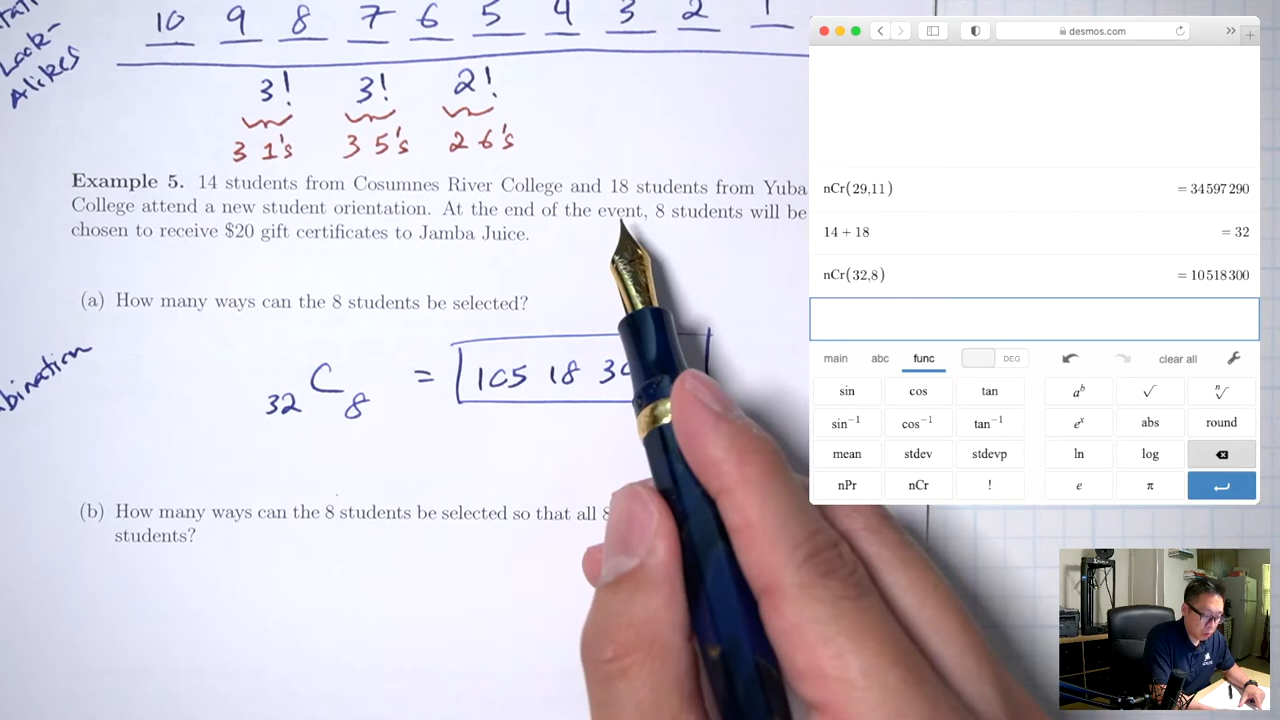 10 9 8 7 6 5 4 3 2 1
Look-
Alikes
3! 3! 2!
3 1's 3 5's 2 6's
Example 5. 14 students from Cosumnes River College and 18 students from Yuba
College attend a new student orientation. At the end of the event, 8 students will be
chosen to receive $20 gift certificates to Jamba Juice.
(a) How many ways can the 8 students be selected?
32 C 8 = 105 18 30
(b) How many ways can the 8 students be selected so that all 8
students?
desmos.com
nCr(29,11) = 34597290
14 + 18 = 32
nCr(32,8) = 10518300
main abc func DEG clear all
sin cos tan a^b √ ⁿ√
sin⁻¹ cos⁻¹ tan⁻¹ eˣ abs round
mean stdev stdevp ln log
nPr nCr ! e π